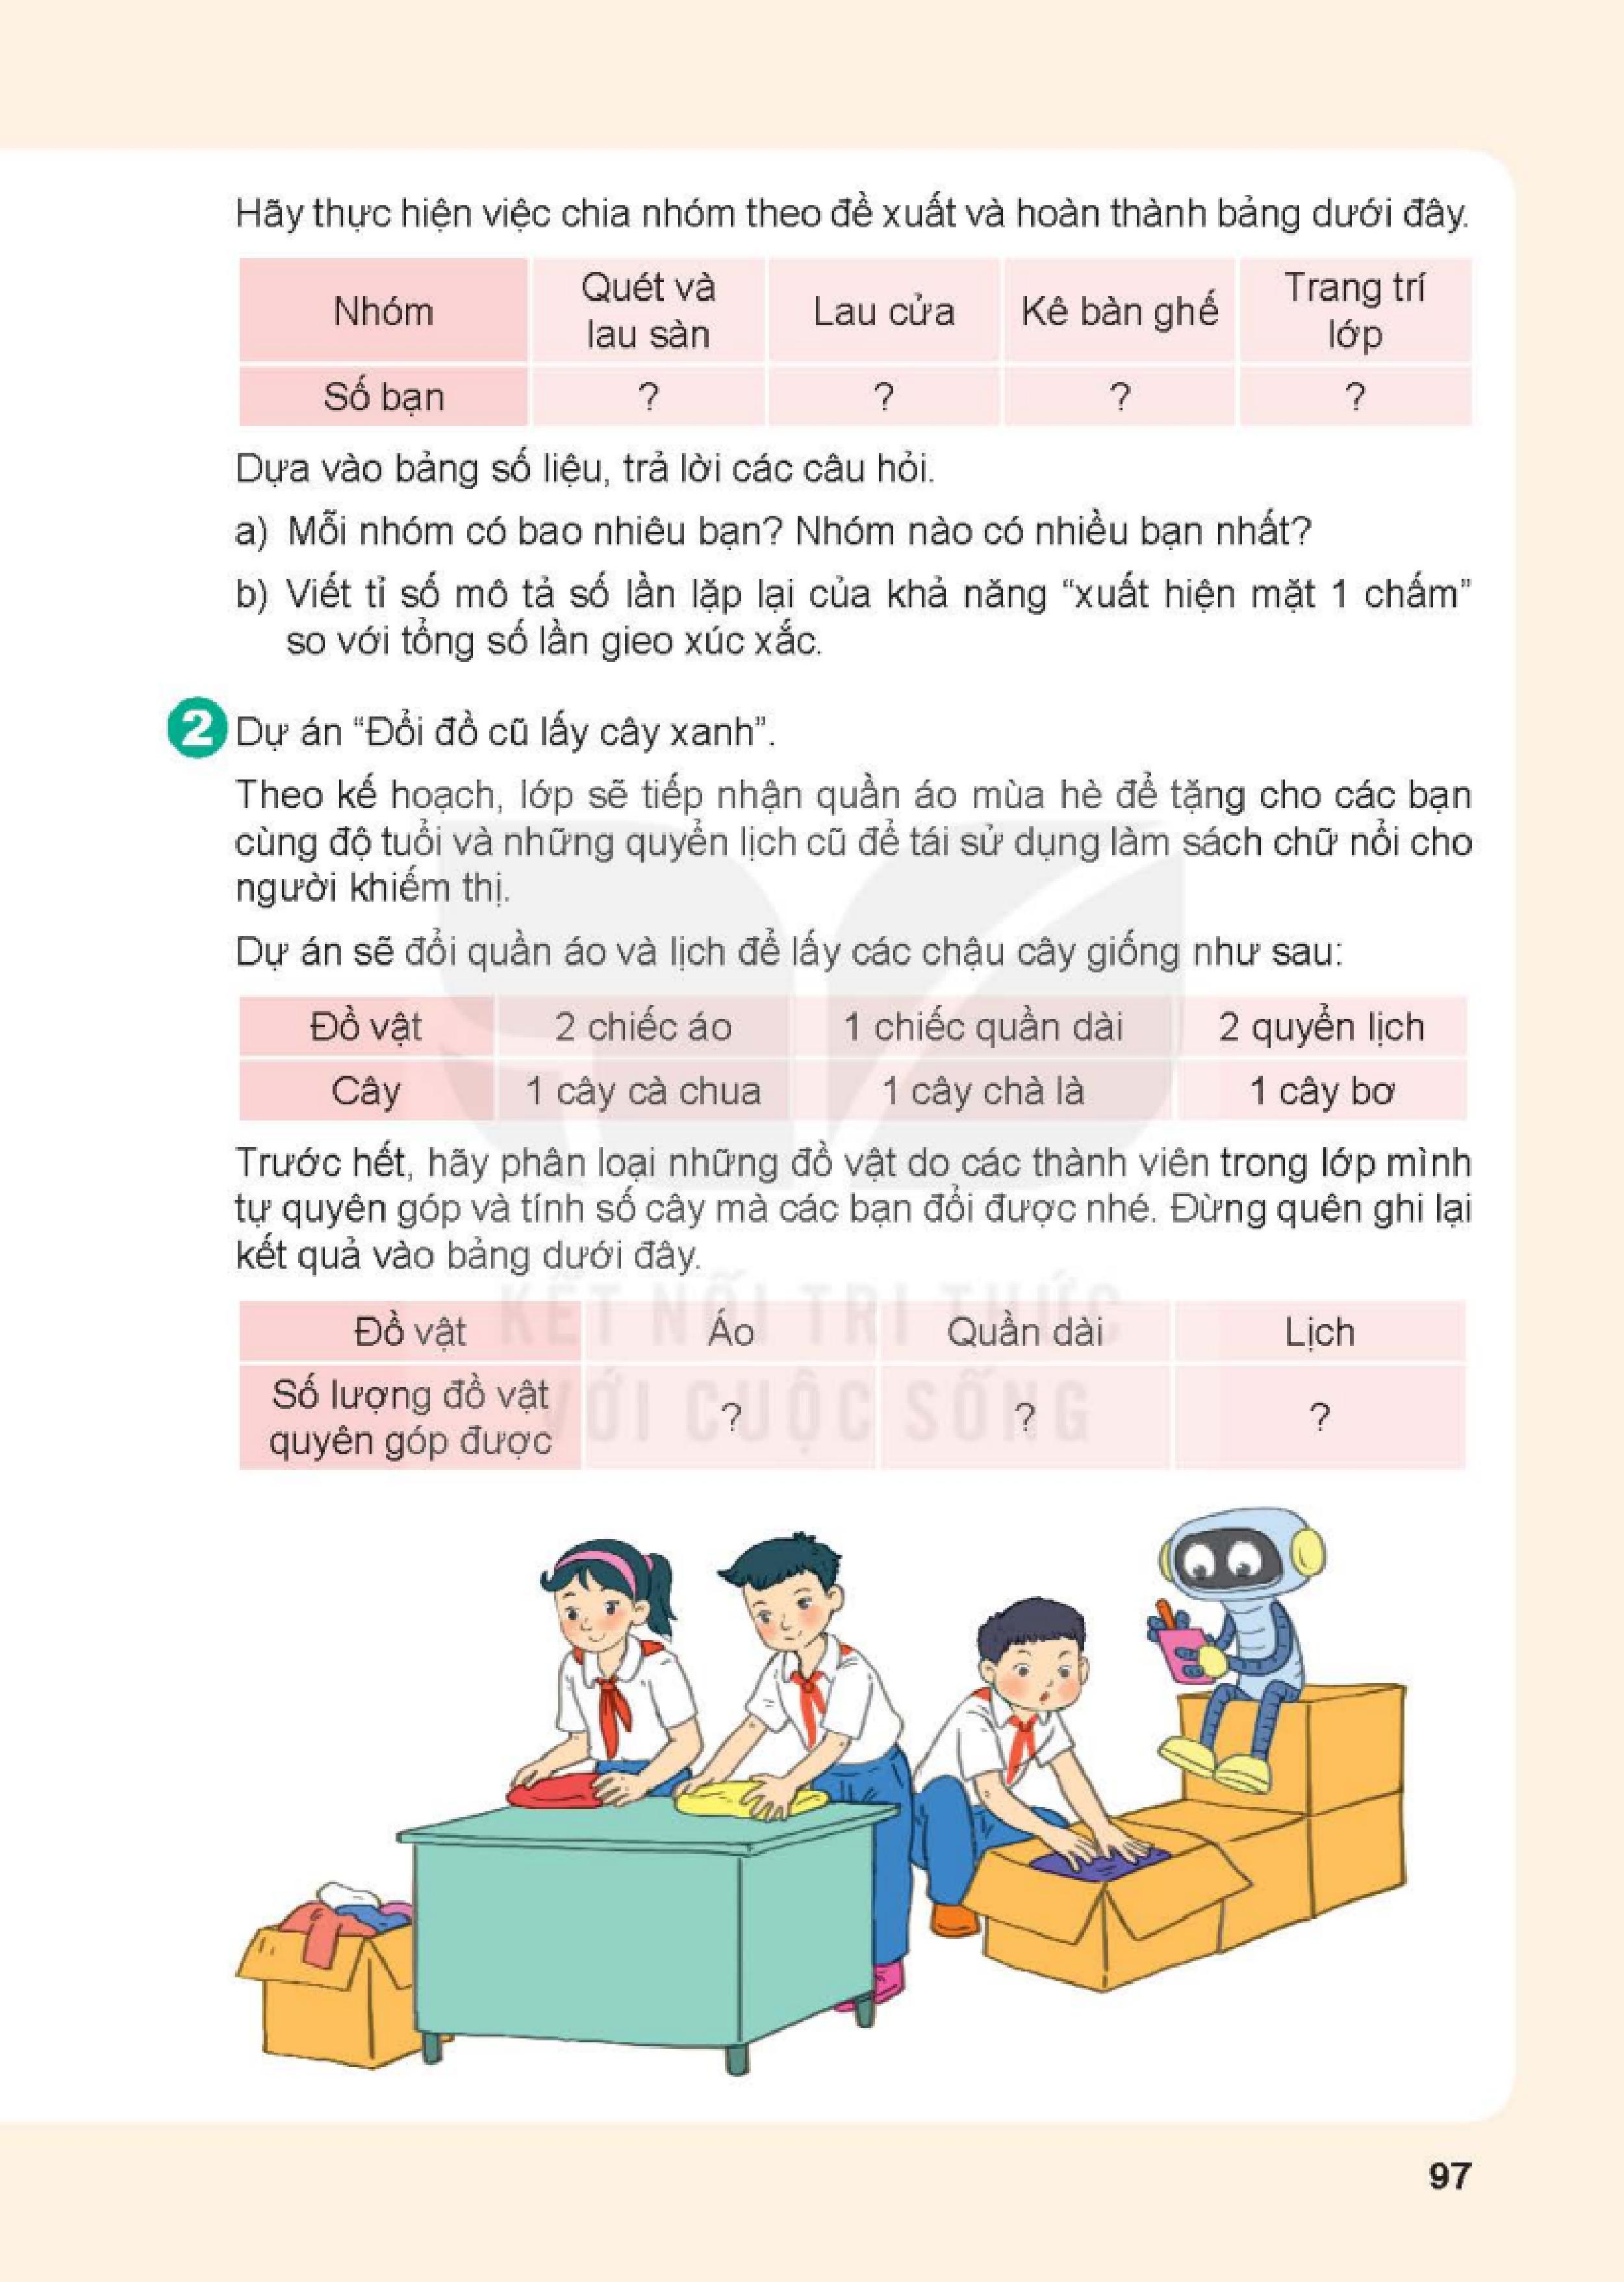 Hãy thực hiện việc chia nhóm theo đề xuất và hoàn thành bảng dưới đây.
Nhóm
Quét và
lau sàn
Lau cửa
Kê bàn ghế
Trang trí
lớp
Số bạn
?
?
?
?
Dựa vào bảng số liệu, trả lời các câu hỏi.
a) Mỗi nhóm có bao nhiêu bạn? Nhóm nào có nhiều bạn nhất?
b) Viết tỉ số mô tả số lần lặp lại của khả năng “xuất hiện mặt 1 chấm”
so với tổng số lần gieo xúc xắc.
2 Dự án “Đổi đồ cũ lấy cây xanh”.
Theo kế hoạch, lớp sẽ tiếp nhận quần áo mùa hè để tặng cho các bạn
cùng độ tuổi và những quyển lịch cũ để tái sử dụng làm sách chữ nổi cho
người khiếm thị.
Dự án sẽ đổi quần áo và lịch để lấy các chậu cây giống như sau:
Đồ vật
2 chiếc áo
1 chiếc quần dài
2 quyển lịch
Cây
1 cây cà chua
1 cây chà là
1 cây bơ
Trước hết, hãy phân loại những đồ vật do các thành viên trong lớp mình
tự quyên góp và tính số cây mà các bạn đổi được nhé. Đừng quên ghi lại
kết quả vào bảng dưới đây.
KẾT NỐI TRI THỨC
VỚI CUỘC SỐNG
Đồ vật
Áo
Quần dài
Lịch
Số lượng đồ vật
quyên góp được
?
?
?
97